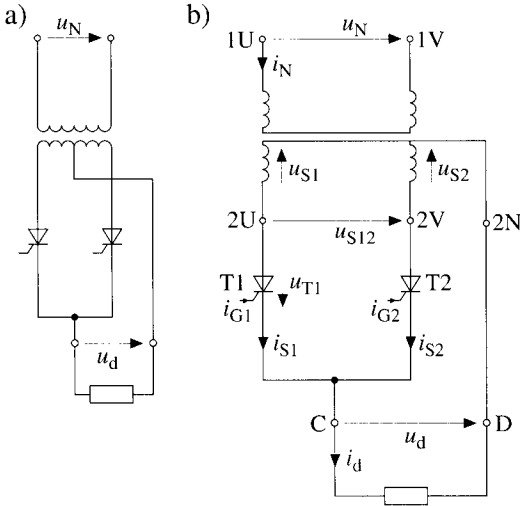 a)
u_N
u_d
b)
1U u_N 1V
i_N
u_S1 u_S2
2U u_S12 2V 2N
T1 u_T1 T2
i_G1 i_G2
i_S1 i_S2
C u_d D
i_d